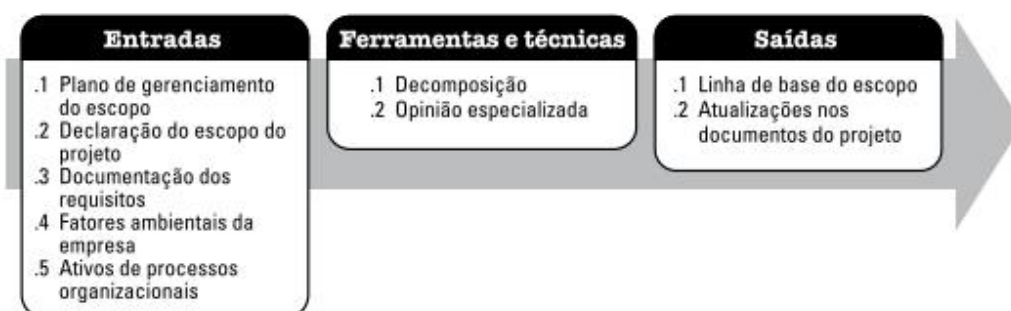 Entradas
.1 Plano de gerenciamento
do escopo
.2 Declaração do escopo do
projeto
.3 Documentação dos
requisitos
.4 Fatores ambientais da
empresa
.5 Ativos de processos
organizacionais
Ferramentas e técnicas
.1 Decomposição
.2 Opinião especializada
Saídas
.1 Linha de base do escopo
.2 Atualizações nos
documentos do projeto